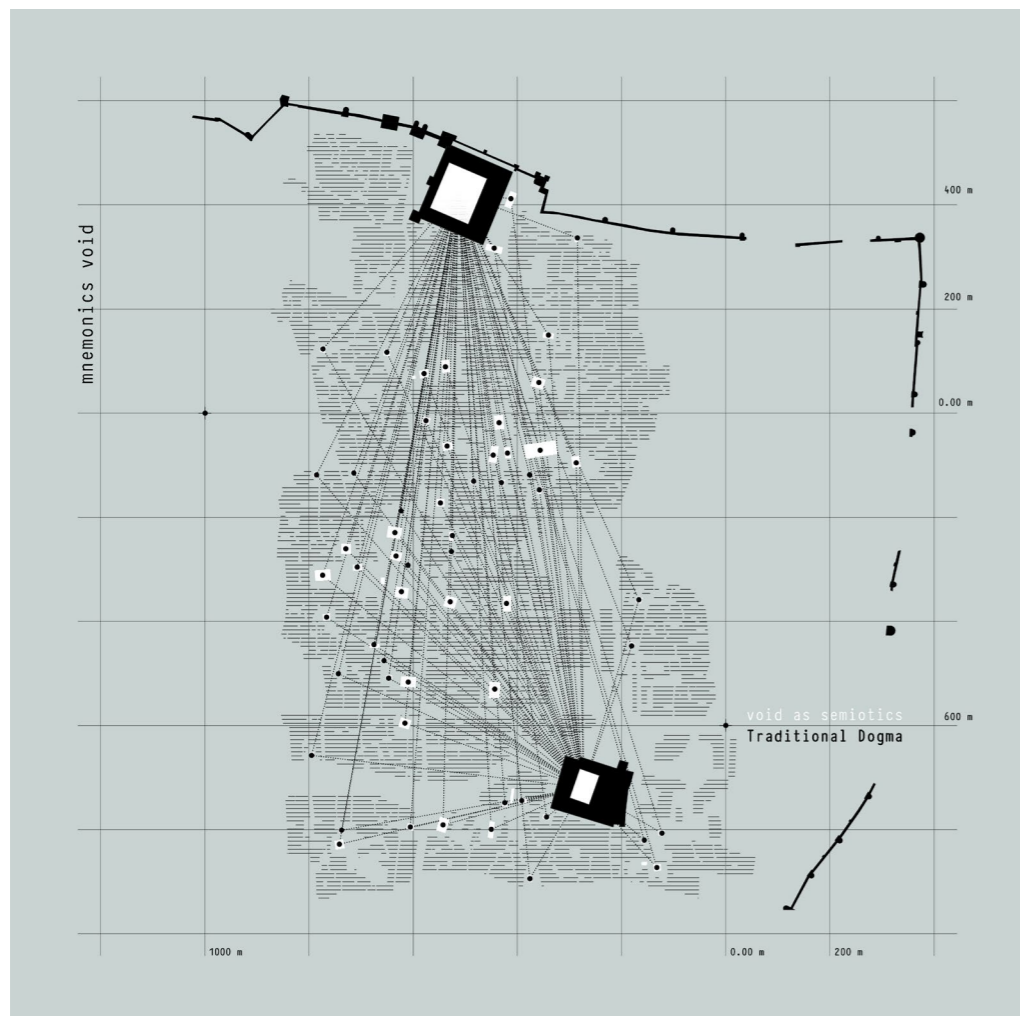 mnemonics void
400 m
200 m
0.00 m
void as semiotics
600 m
Traditional Dogma
1000 m
0.00 m
200 m